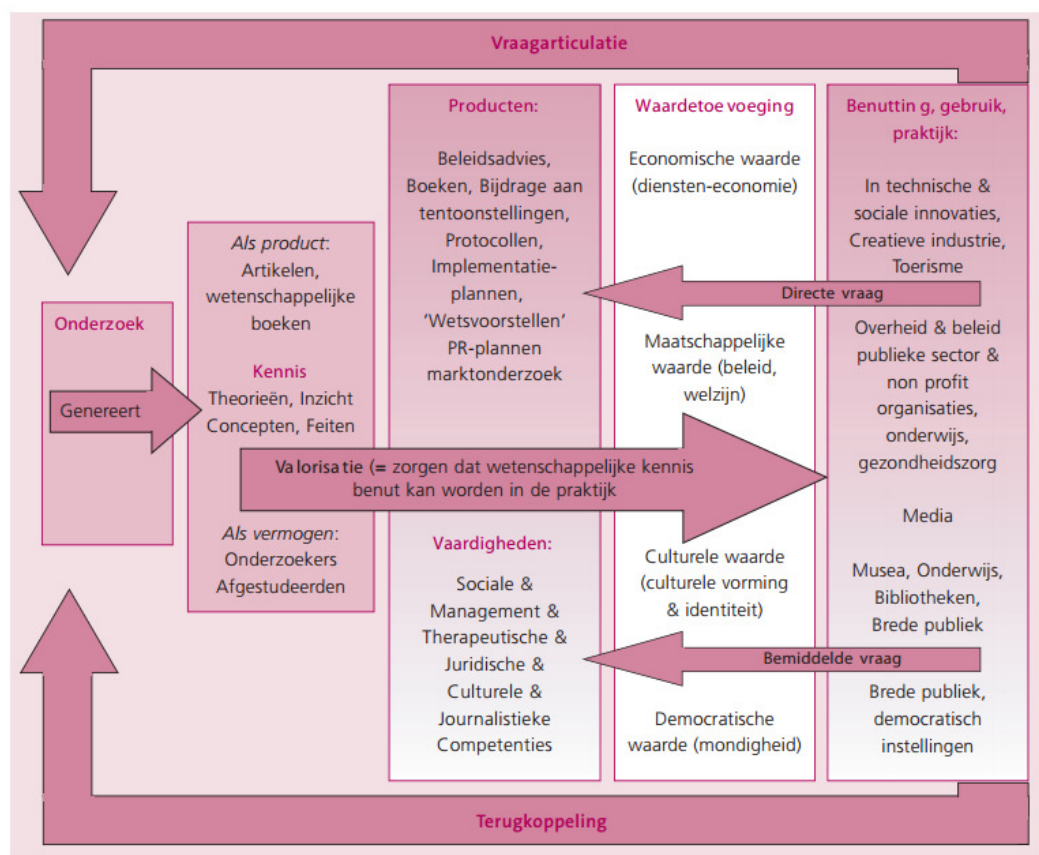 Vraagarticulatie
Onderzoek
Genereert
Als product:
Artikelen,
wetenschappelijke
boeken
Kennis
Theorieën, Inzicht
Concepten, Feiten
Als vermogen:
Onderzoekers
Afgestudeerden
Producten:
Beleidsadvies,
Boeken, Bijdrage aan
tentoonstellingen,
Protocollen,
Implementatie-
plannen,
'Wetsvoorstellen'
PR-plannen
marktonderzoek
Valorisatie (= zorgen dat wetenschappelijke kennis
benut kan worden in de praktijk
Vaardigheden:
Sociale &
Management &
Therapeutische &
Juridische &
Culturele &
Journalistieke
Competenties
Waardetoe voeging
Economische waarde
(diensten-economie)
Maatschappelijke
waarde (beleid,
welzijn)
Culturele waarde
(culturele vorming
& identiteit)
Democratische
waarde (mondigheid)
Benuttin g, gebruik,
praktijk:
In technische &
sociale innovaties,
Creatieve industrie,
Toerisme
Directe vraag
Overheid & beleid
publieke sector &
non profit
organisaties,
onderwijs,
gezondheidszorg
Media
Musea, Onderwijs,
Bibliotheken,
Brede publiek
Bemiddelde vraag
Brede publiek,
democratisch
instellingen
Terugkoppeling